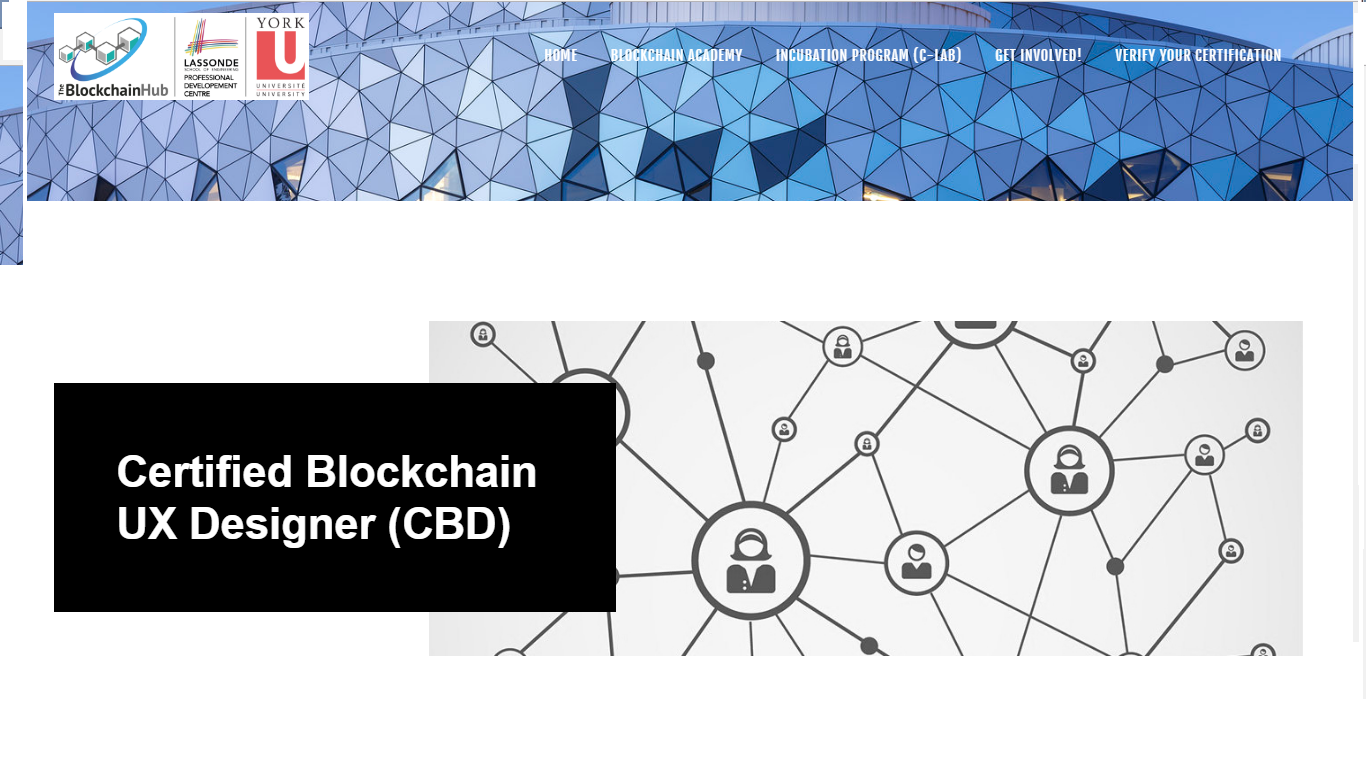 The BlockchainHub
LASSONDE
SCHOOL OF ENGINEERING
PROFESSIONAL
DEVELOPEMENT
CENTRE
YORK
U
UNIVERSITÉ
UNIVERSITY
HOME BLOCKCHAIN ACADEMY INCUBATION PROGRAM (C-LAB) GET INVOLVED! VERIFY YOUR CERTIFICATION
Certified Blockchain
UX Designer (CBD)